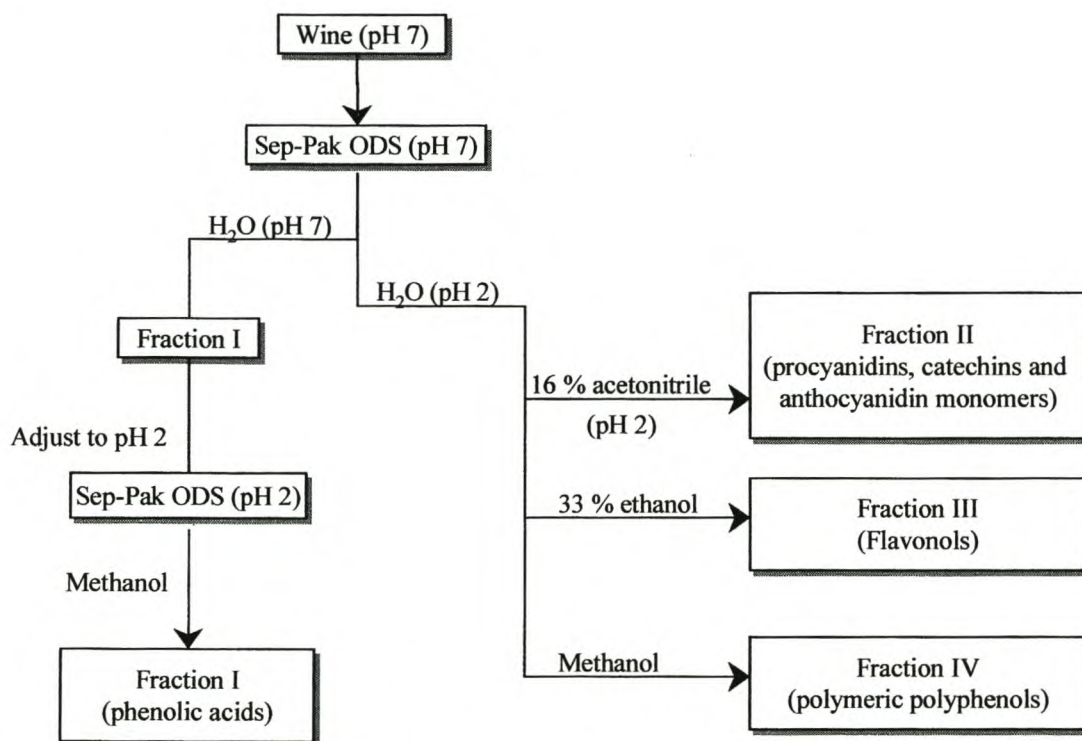 Wine (pH 7)
Sep-Pak ODS (pH 7)
H₂O (pH 7)
H₂O (pH 2)
Fraction I
Adjust to pH 2
Sep-Pak ODS (pH 2)
Methanol
Fraction I
(phenolic acids)
16 % acetonitrile
(pH 2)
Fraction II
(procyanidins, catechins and
anthocyanidin monomers)
33 % ethanol
Fraction III
(Flavonols)
Methanol
Fraction IV
(polymeric polyphenols)